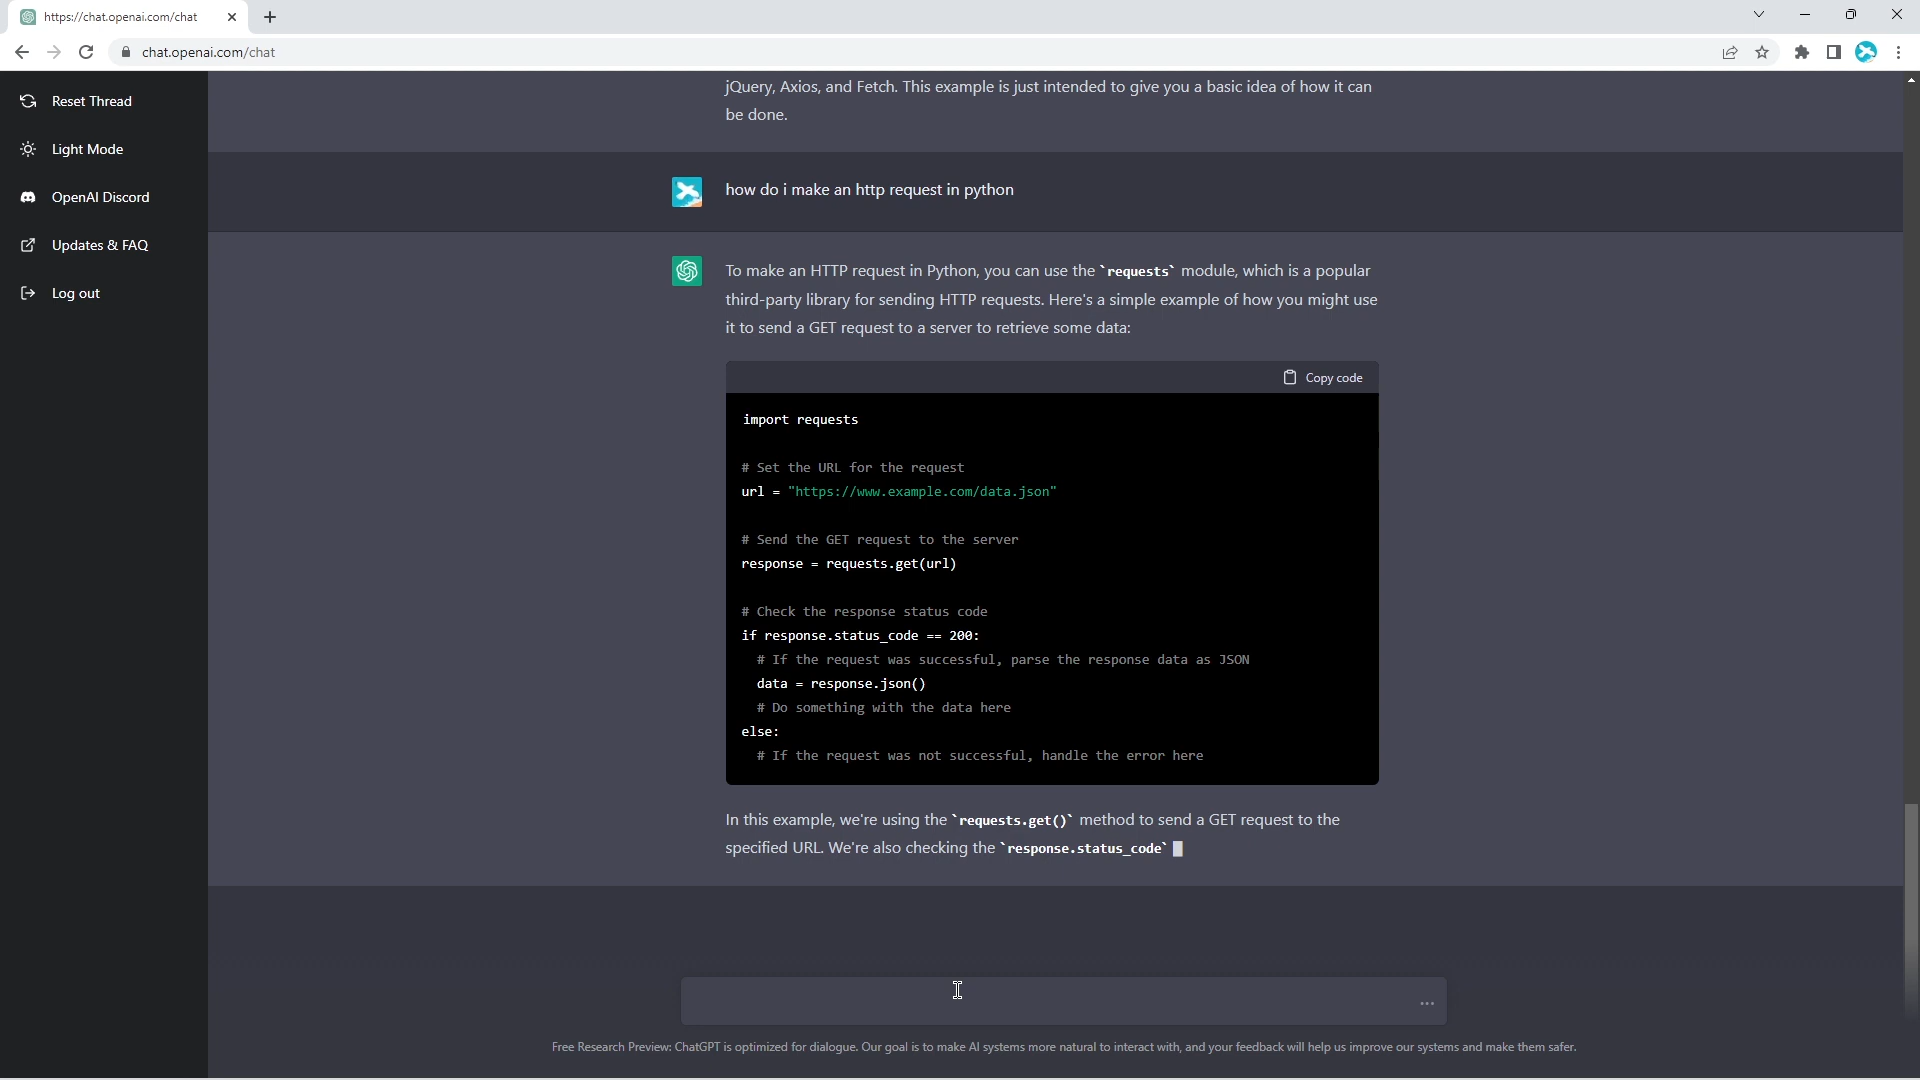 https://chat.openai.com/chat
chat.openai.com/chat
Reset Thread
Light Mode
OpenAI Discord
Updates & FAQ
Log out
jQuery, Axios, and Fetch. This example is just intended to give you a basic idea of how it can
be done.
how do i make an http request in python
To make an HTTP request in Python, you can use the `requests` module, which is a popular
third-party library for sending HTTP requests. Here's a simple example of how you might use
it to send a GET request to a server to retrieve some data:
Copy code
import requests
# Set the URL for the request
url = "https://www.example.com/data.json"
# Send the GET request to the server
response = requests.get(url)
# Check the response status code
if response.status_code == 200:
  # If the request was successful, parse the response data as JSON
  data = response.json()
  # Do something with the data here
else:
  # If the request was not successful, handle the error here
In this example, we're using the `requests.get()` method to send a GET request to the
specified URL. We're also checking the `response.status_code`
...
Free Research Preview: ChatGPT is optimized for dialogue. Our goal is to make AI systems more natural to interact with, and your feedback will help us improve our systems and make them safer.